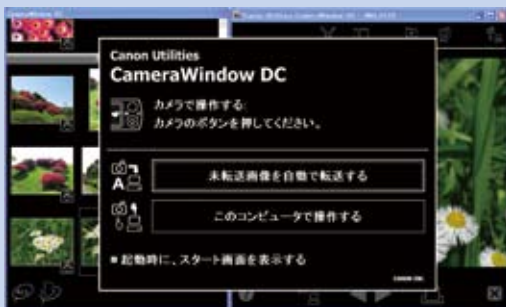 Canon Utilities
CameraWindow DC
カメラで操作する:
カメラのボタンを押してください。
未転送画像を自動で転送する
このコンピュータで操作する
■ 起動時に、スタート画面を表示する